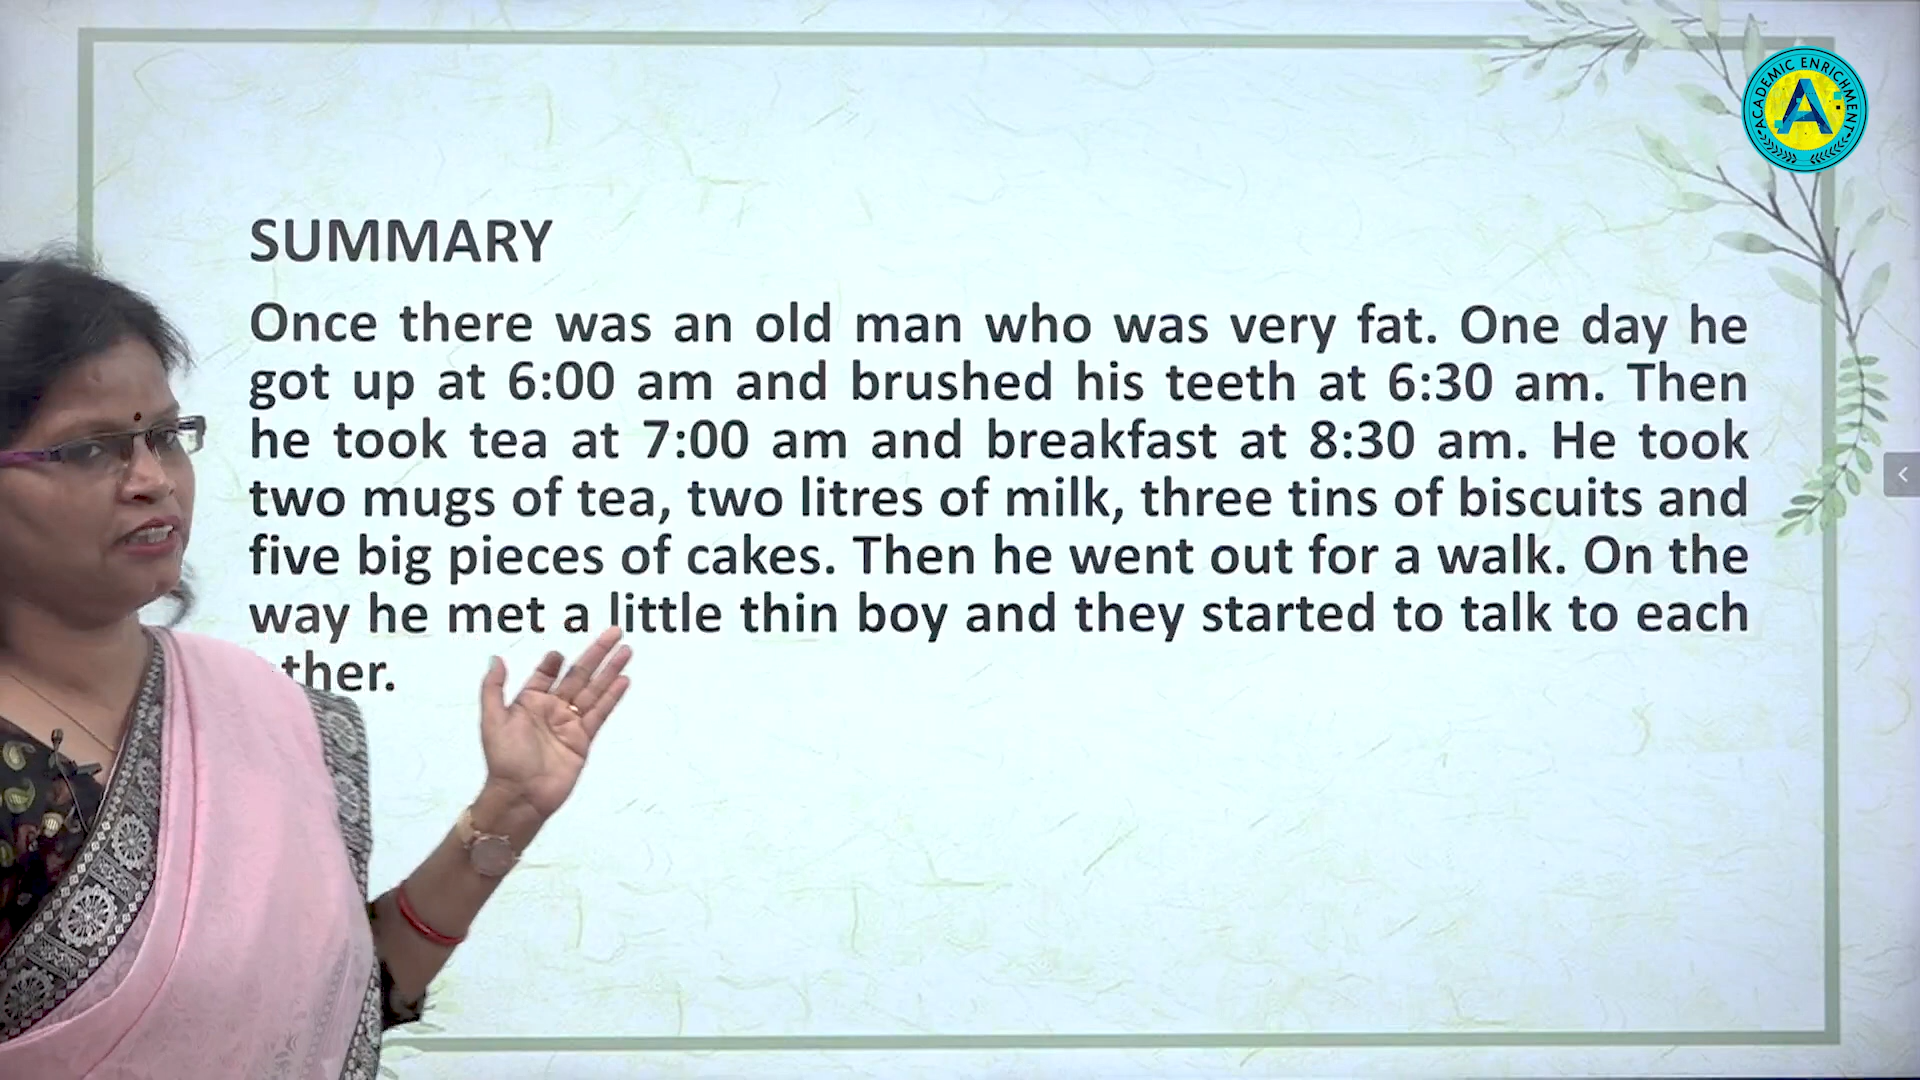 ACADEMIC ENRICHMENT
A
SUMMARY
Once there was an old man who was very fat. One day he
got up at 6:00 am and brushed his teeth at 6:30 am. Then
he took tea at 7:00 am and breakfast at 8:30 am. He took
two mugs of tea, two litres of milk, three tins of biscuits and
five big pieces of cakes. Then he went out for a walk. On the
way he met a little thin boy and they started to talk to each